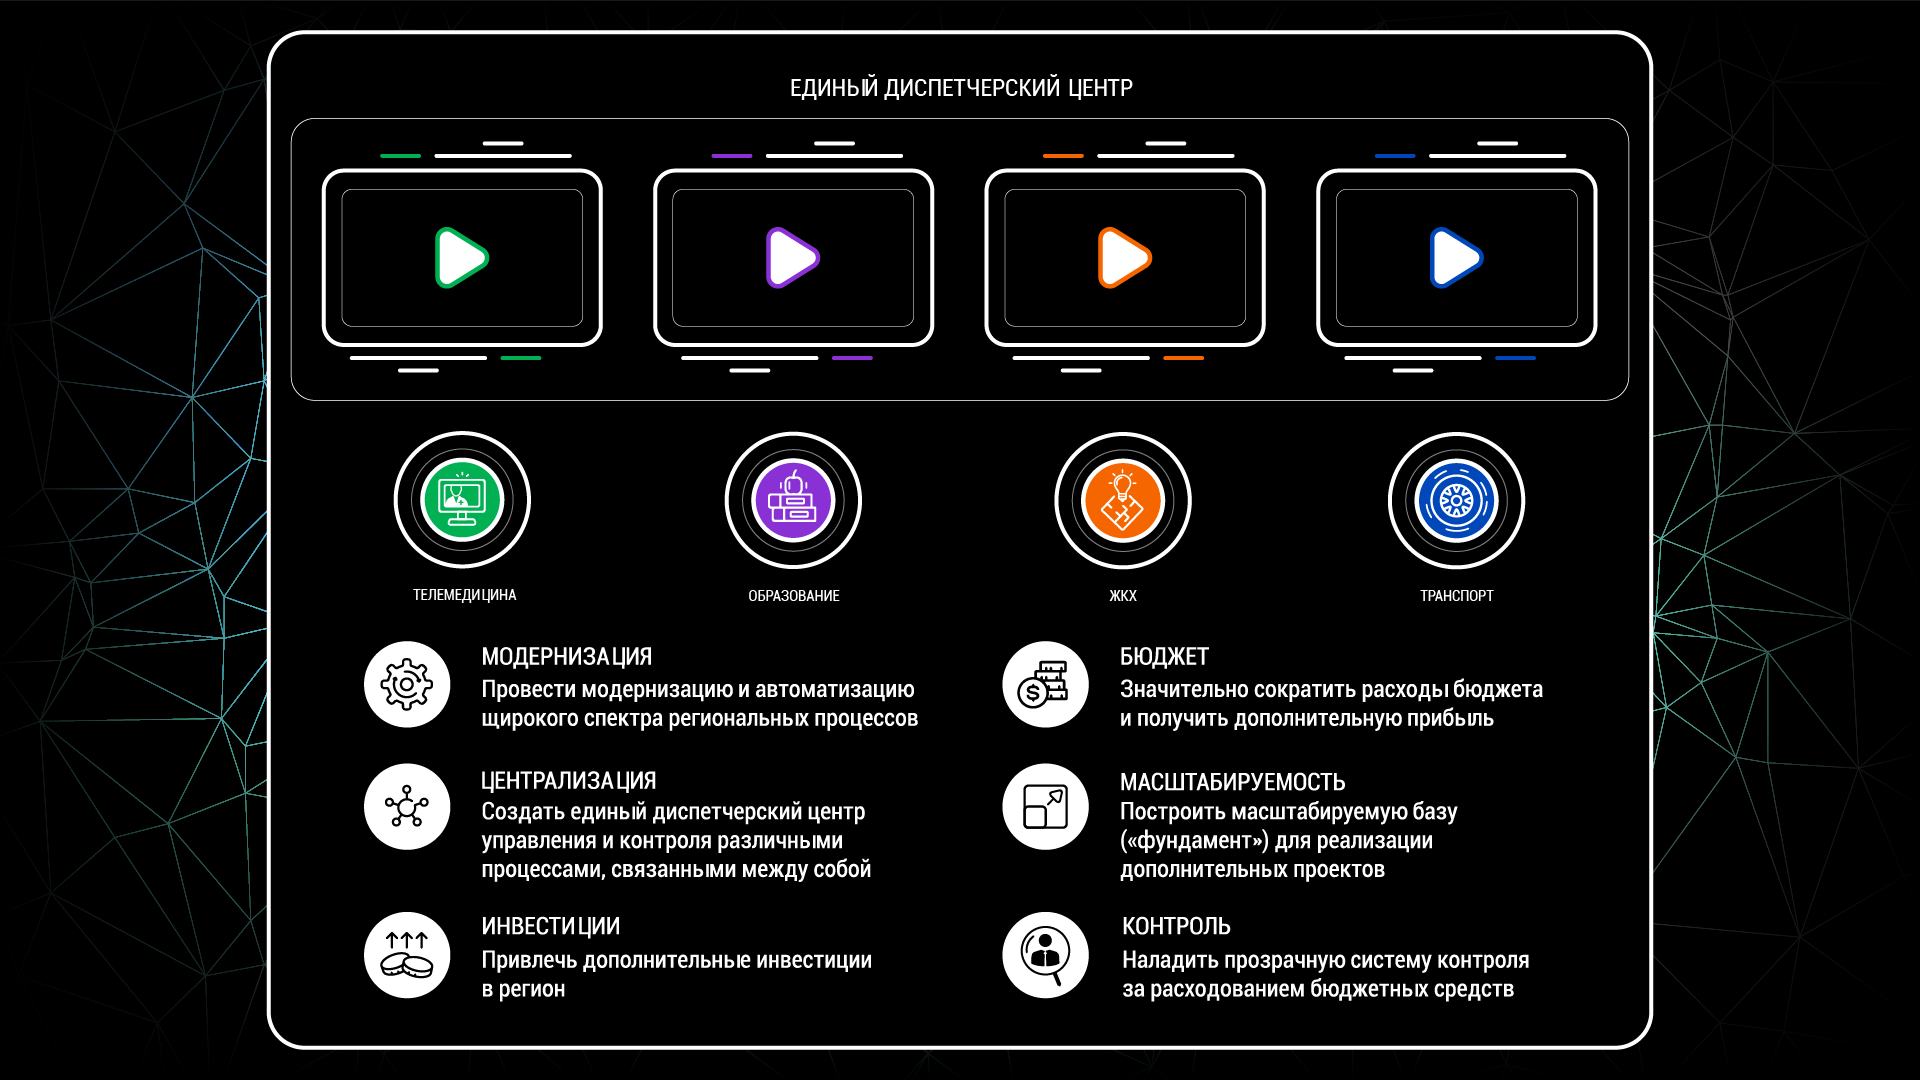 ЕДИНЫЙ ДИСПЕТЧЕРСКИЙ ЦЕНТР
ТЕЛЕМЕДИЦИНА
ОБРАЗОВАНИЕ
ЖКХ
ТРАНСПОРТ
МОДЕРНИЗАЦИЯ
Провести модернизацию и автоматизацию
щирокого спектра региональных процессов
ЦЕНТРАЛИЗАЦИЯ
Создать единый диспетчерский центр
управления и контроля различными
процессами, связанными между собой
ИНВЕСТИЦИИ
Привлечь дополнительные инвестиции
в регион
БЮДЖЕТ
Значительно сократить расходы бюджета
и получить дополнительную прибыль
МАСШТАБИРУЕМОСТЬ
Построить масштабируемую базу
(«фундамент») для реализации
дополнительных проектов
КОНТРОЛЬ
Наладить прозрачную систему контроля
за расходованием бюджетных средств